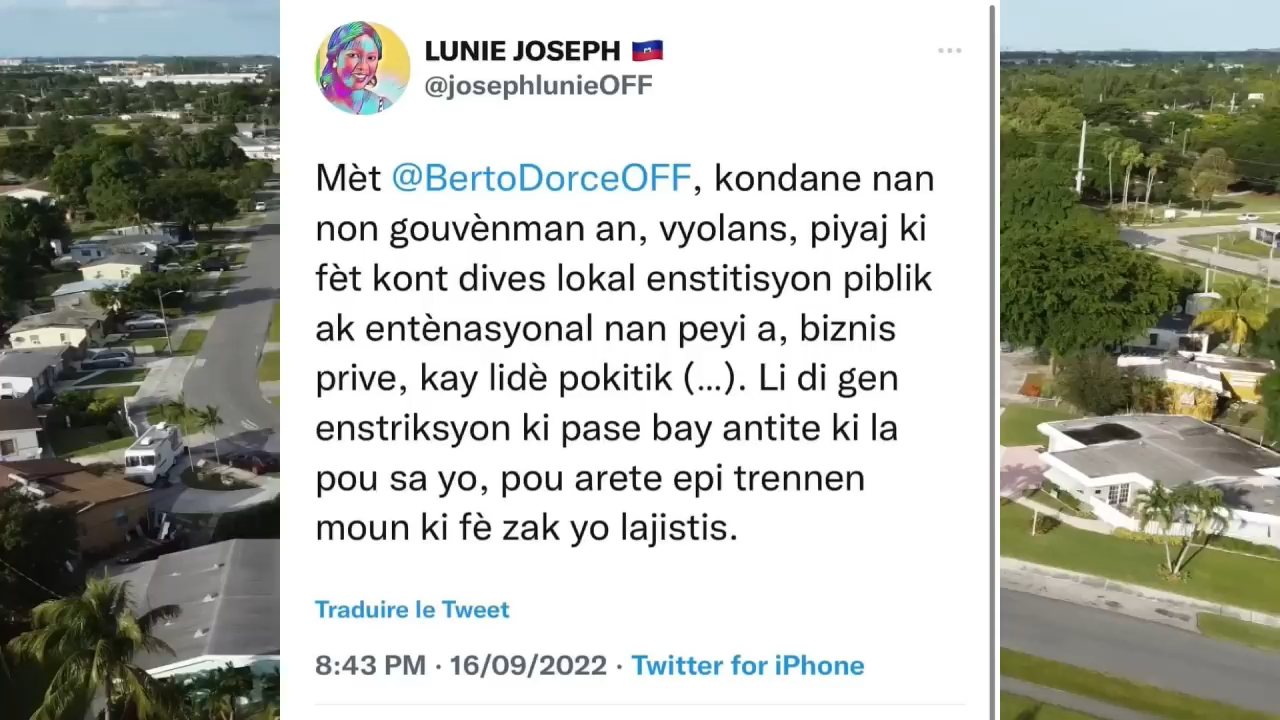 LUNIE JOSEPH 🇭🇹
@josephlunieOFF
Mèt @BertoDorceOFF, kondane nan
non gouvènman an, vyolans, piyaj ki
fèt kont dives lokal enstitisyon piblik
ak entènasyonal nan peyi a, biznis
prive, kay lidè pokitik (...). Li di gen
enstriksyon ki pase bay antite ki la
pou sa yo, pou arete epi trennen
moun ki fè zak yo lajistis.
Traduire le Tweet
8:43 PM · 16/09/2022 · Twitter for iPhone